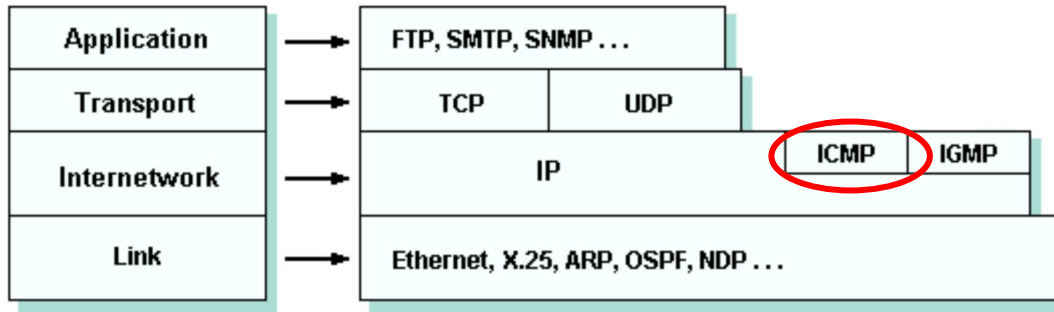 Application
FTP, SMTP, SNMP . . .
Transport
TCP
UDP
Internetwork
IP
ICMP
IGMP
Link
Ethernet, X.25, ARP, OSPF, NDP . . .